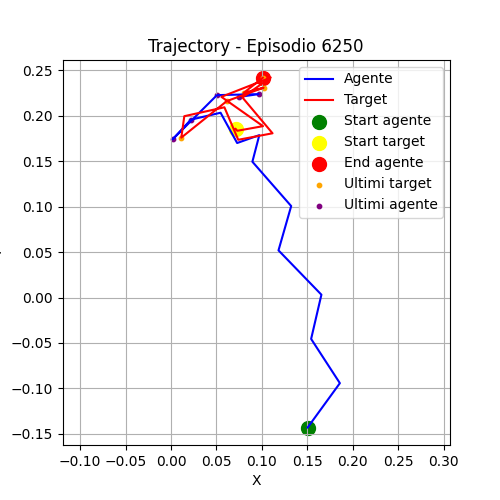 Trajectory - Episodio 6250
0.25
0.20
0.15
0.10
0.05
0.00
−0.05
−0.10
−0.15
−0.10 −0.05 0.00 0.05 0.10 0.15 0.20 0.25 0.30
X
Agente
Target
Start agente
Start target
End agente
Ultimi target
Ultimi agente